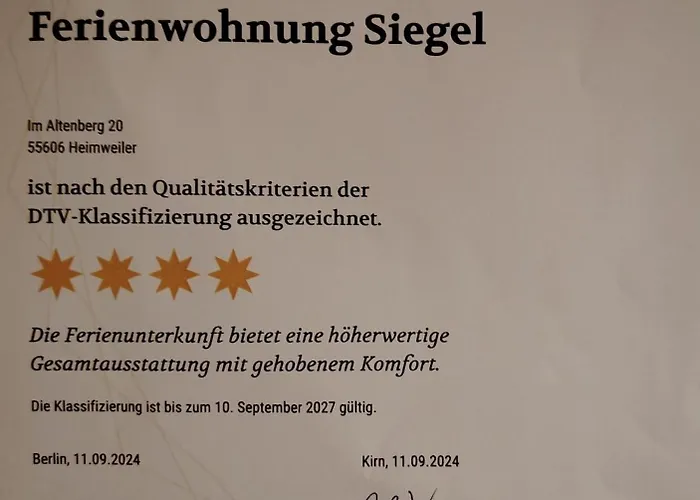 Ferienwohnung Siegel
Im Altenberg 20
55606 Heimweiler
ist nach den Qualitätskriterien der
DTV-Klassifizierung ausgezeichnet.
Die Ferienunterkunft bietet eine höherwertige
Gesamtausstattung mit gehobenem Komfort.
Die Klassifizierung ist bis zum 10. September 2027 gültig.
Berlin, 11.09.2024
Kirn, 11.09.2024